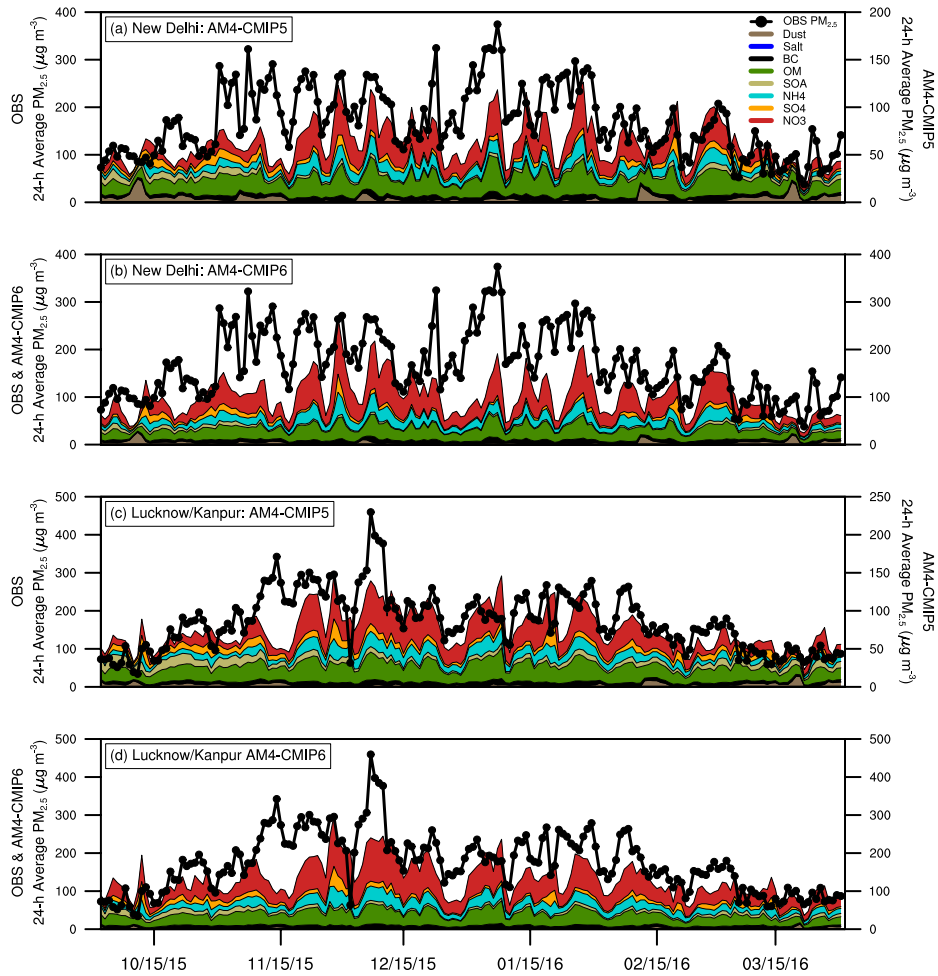 (a) New Delhi: AM4-CMIP5
OBS
24-h Average PM2.5 (μg m-3)
400
300
200
100
0
200
150
100
50
0
24-h Average PM2.5 (μg m-3)
AM4-CMIP5
OBS PM2.5
Dust
Salt
BC
OM
SOA
NH4
SO4
NO3
(b) New Delhi: AM4-CMIP6
OBS & AM4-CMIP6
24-h Average PM2.5 (μg m-3)
400
300
200
100
0
400
300
200
100
0
(c) Lucknow/Kanpur: AM4-CMIP5
OBS
24-h Average PM2.5 (μg m-3)
500
400
300
200
100
0
250
200
150
100
50
0
24-h Average PM2.5 (μg m-3)
AM4-CMIP5
(d) Lucknow/Kanpur AM4-CMIP6
OBS & AM4-CMIP6
24-h Average PM2.5 (μg m-3)
500
400
300
200
100
0
500
400
300
200
100
0
10/15/15 11/15/15 12/15/15 01/15/16 02/15/16 03/15/16